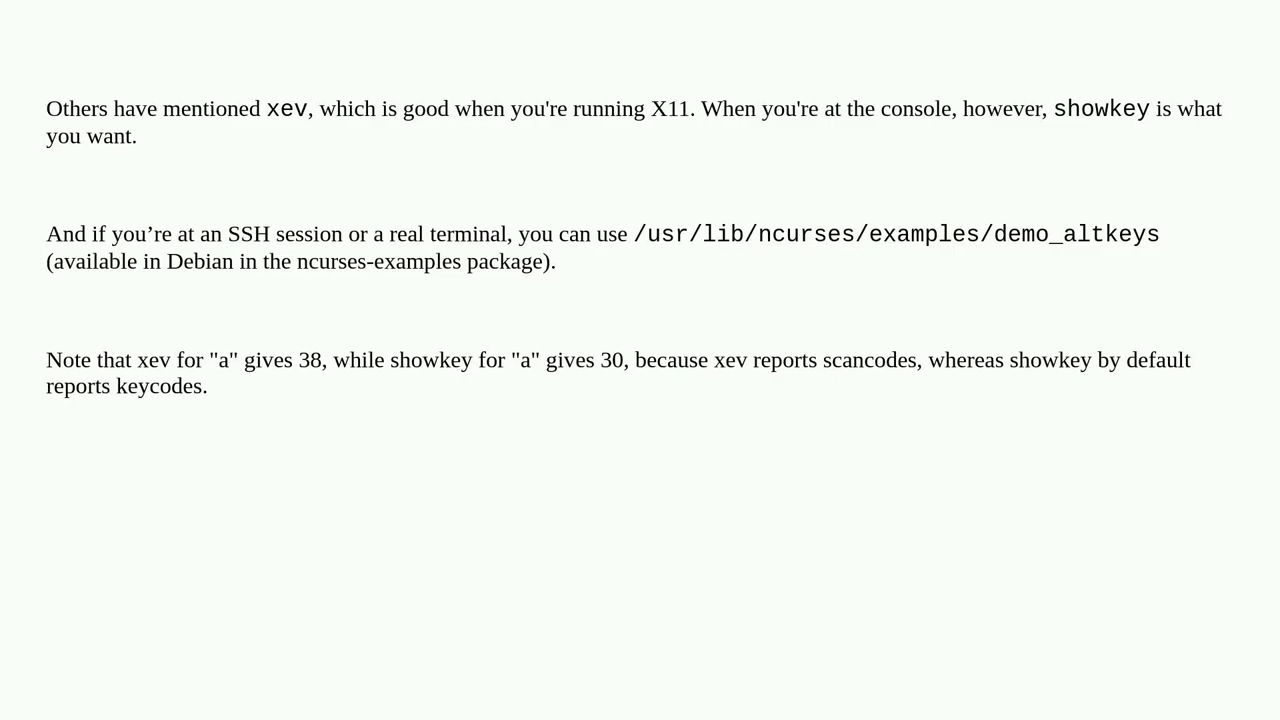 Others have mentioned xev, which is good when you're running X11. When you're at the console, however, showkey is what
you want.
And if you’re at an SSH session or a real terminal, you can use /usr/lib/ncurses/examples/demo_altkeys
(available in Debian in the ncurses-examples package).
Note that xev for "a" gives 38, while showkey for "a" gives 30, because xev reports scancodes, whereas showkey by default
reports keycodes.